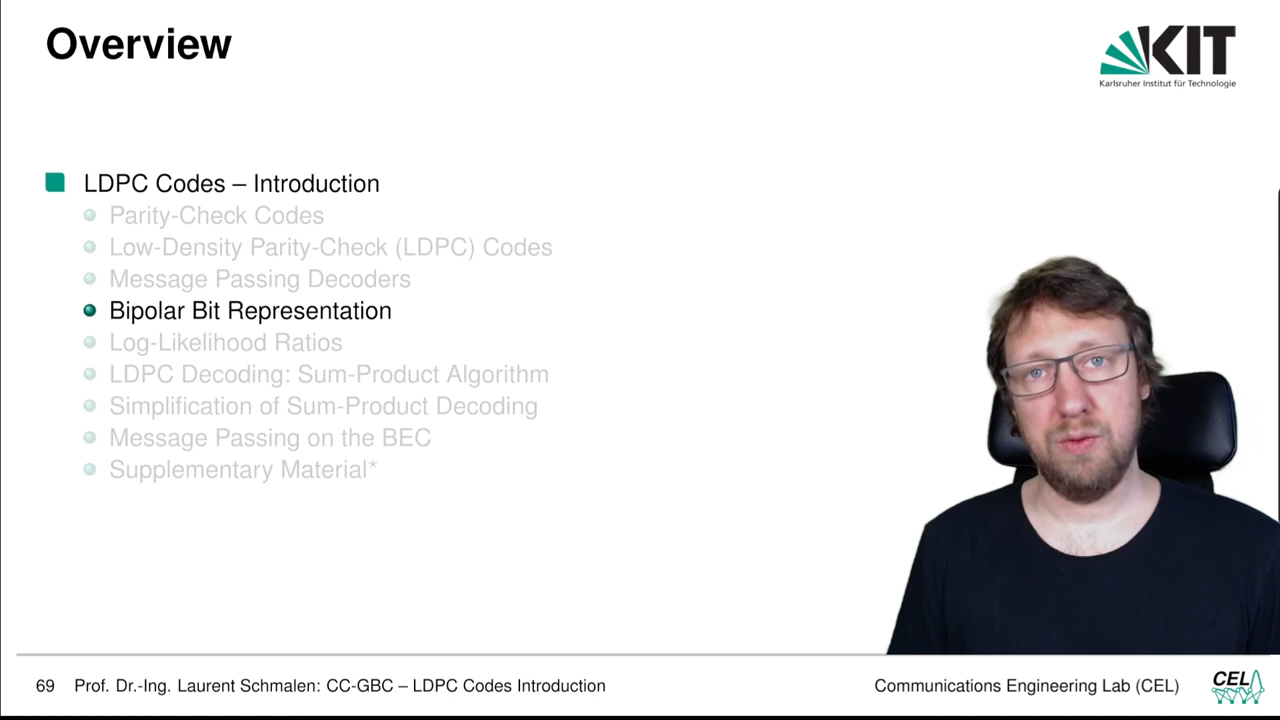 Overview
KIT
Karlsruher Institut für Technologie
LDPC Codes – Introduction
Parity-Check Codes
Low-Density Parity-Check (LDPC) Codes
Message Passing Decoders
Bipolar Bit Representation
Log-Likelihood Ratios
LDPC Decoding: Sum-Product Algorithm
Simplification of Sum-Product Decoding
Message Passing on the BEC
Supplementary Material*
69 Prof. Dr.-Ing. Laurent Schmalen: CC-GBC – LDPC Codes Introduction
Communications Engineering Lab (CEL)
CEL